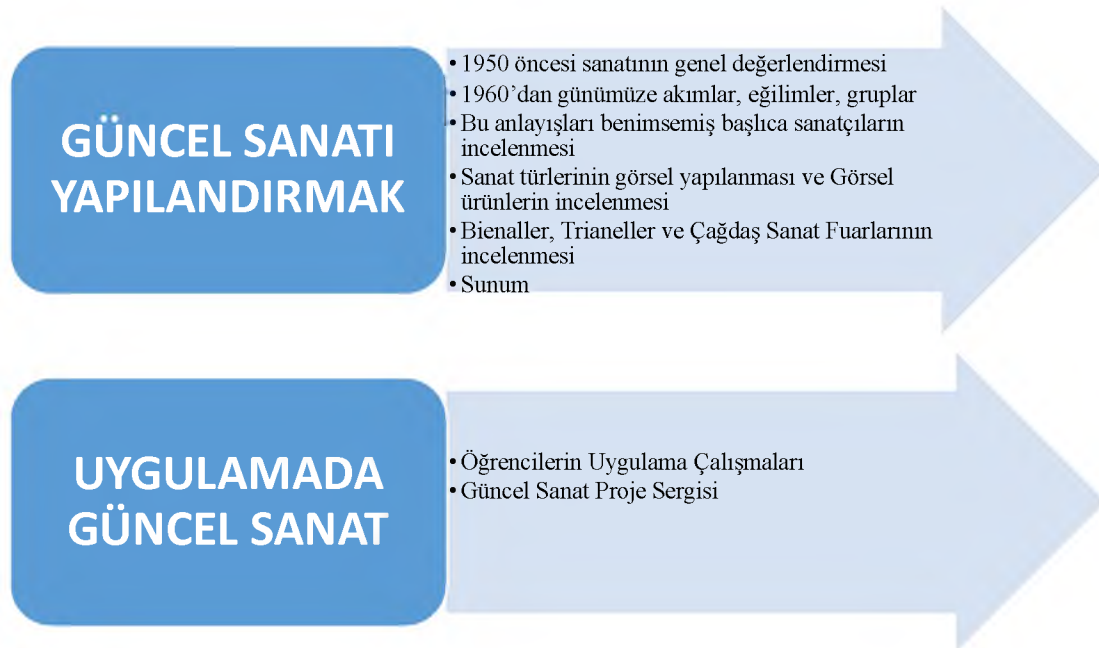 GÜNCEL SANATI
YAPILANDIRMAK
• 1950 öncesi sanatının genel değerlendirmesi
• 1960’dan günümüze akımlar, eğilimler, gruplar
• Bu anlayışları benimsemiş başlıca sanatçıların
incelenmesi
• Sanat türlerinin görsel yapılanması ve Görsel
ürünlerin incelenmesi
• Bienaller, Trianeller ve Çağdaş Sanat Fuarlarının
incelenmesi
• Sunum
UYGULAMADA
GÜNCEL SANAT
• Öğrencilerin Uygulama Çalışmaları
• Güncel Sanat Proje Sergisi